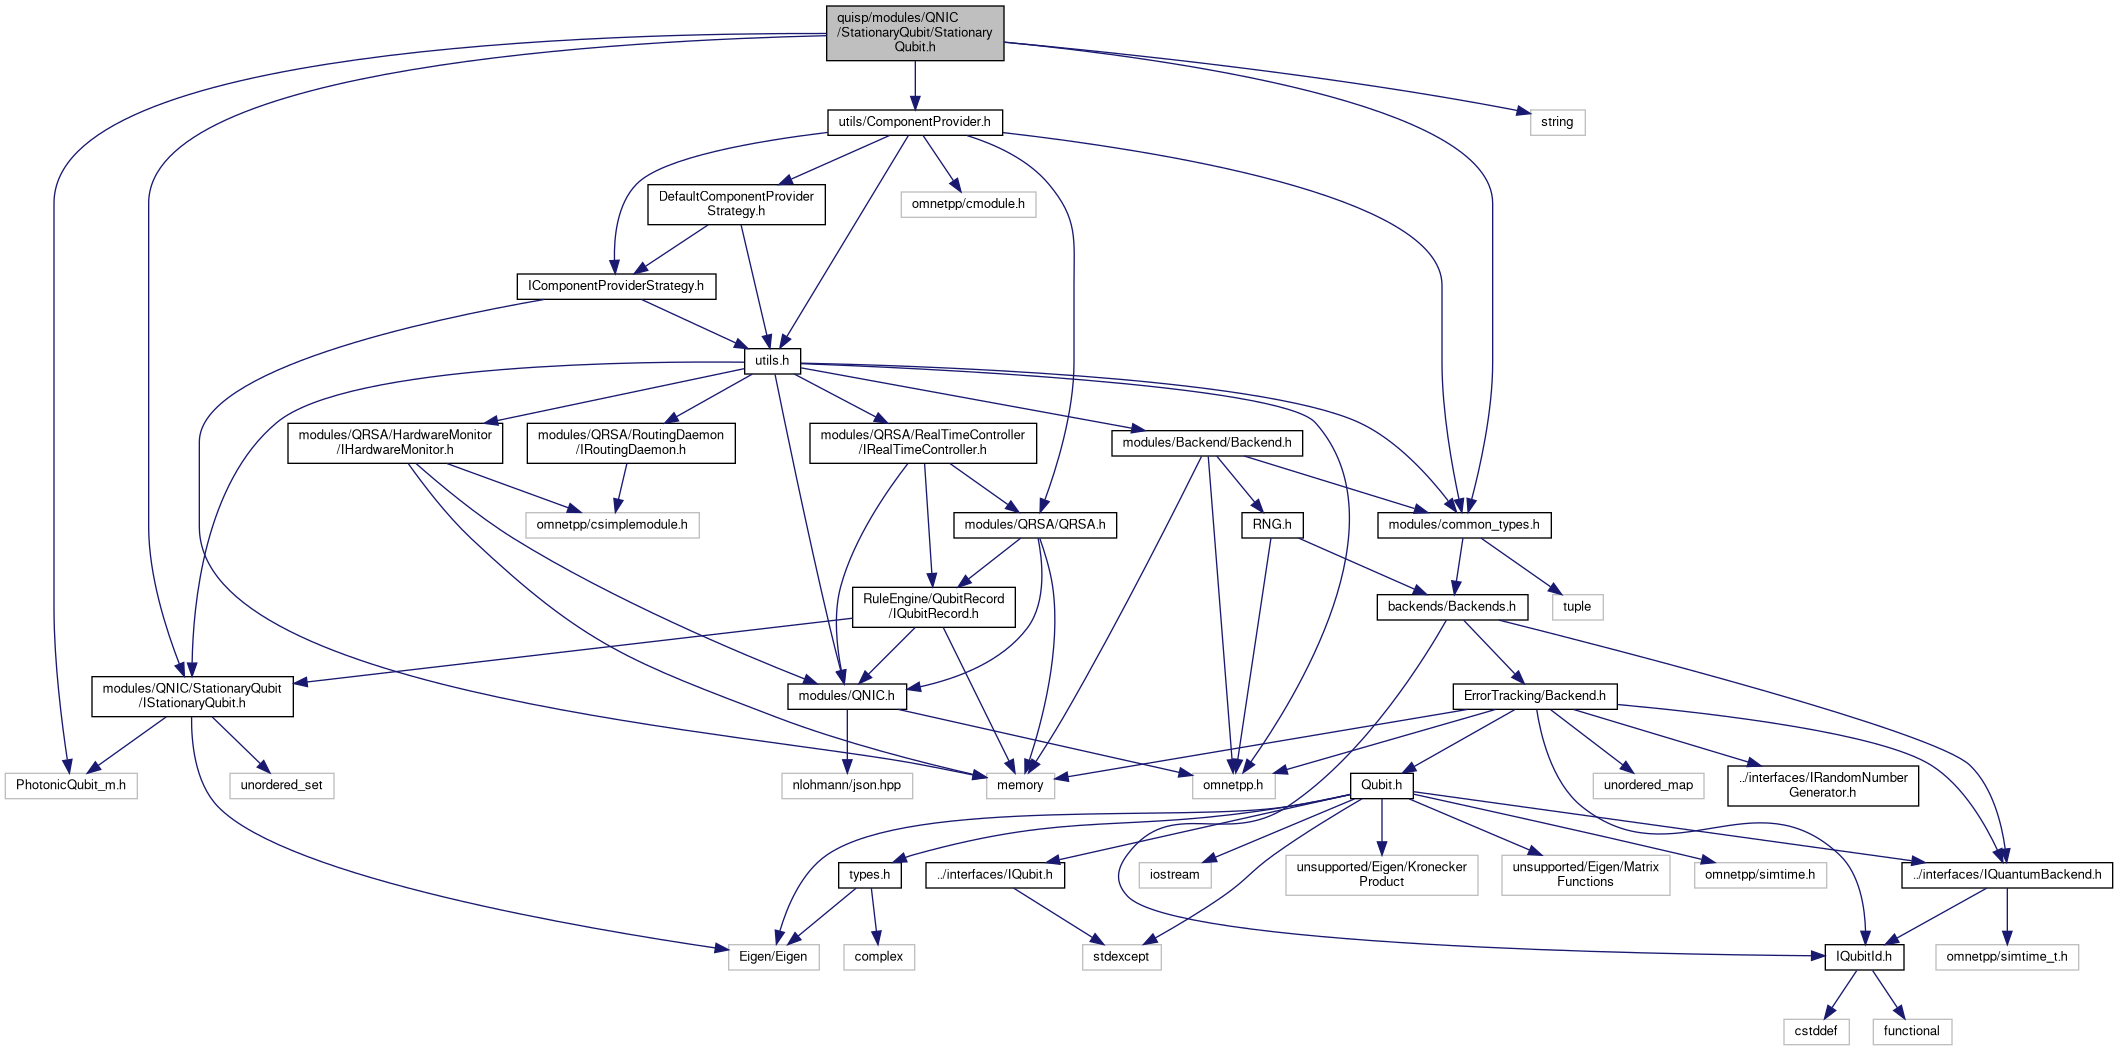 quisp/modules/QNIC
/StationaryQubit/Stationary
Qubit.h
utils/ComponentProvider.h
string
DefaultComponentProvider
Strategy.h
omnetpp/cmodule.h
IComponentProviderStrategy.h
utils.h
modules/QRSA/HardwareMonitor
/IHardwareMonitor.h
modules/QRSA/RoutingDaemon
/IRoutingDaemon.h
modules/QRSA/RealTimeController
/IRealTimeController.h
modules/Backend/Backend.h
omnetpp/csimplemodule.h
modules/QRSA/QRSA.h
RNG.h
modules/common_types.h
RuleEngine/QubitRecord
/IQubitRecord.h
backends/Backends.h
tuple
modules/QNIC/StationaryQubit
/IStationaryQubit.h
modules/QNIC.h
ErrorTracking/Backend.h
PhotonicQubit_m.h
unordered_set
nlohmann/json.hpp
memory
omnetpp.h
Qubit.h
unordered_map
../interfaces/IRandomNumber
Generator.h
types.h
../interfaces/IQubit.h
iostream
unsupported/Eigen/Kronecker
Product
unsupported/Eigen/Matrix
Functions
omnetpp/simtime.h
../interfaces/IQuantumBackend.h
Eigen/Eigen
complex
stdexcept
IQubitId.h
omnetpp/simtime_t.h
cstddef
functional